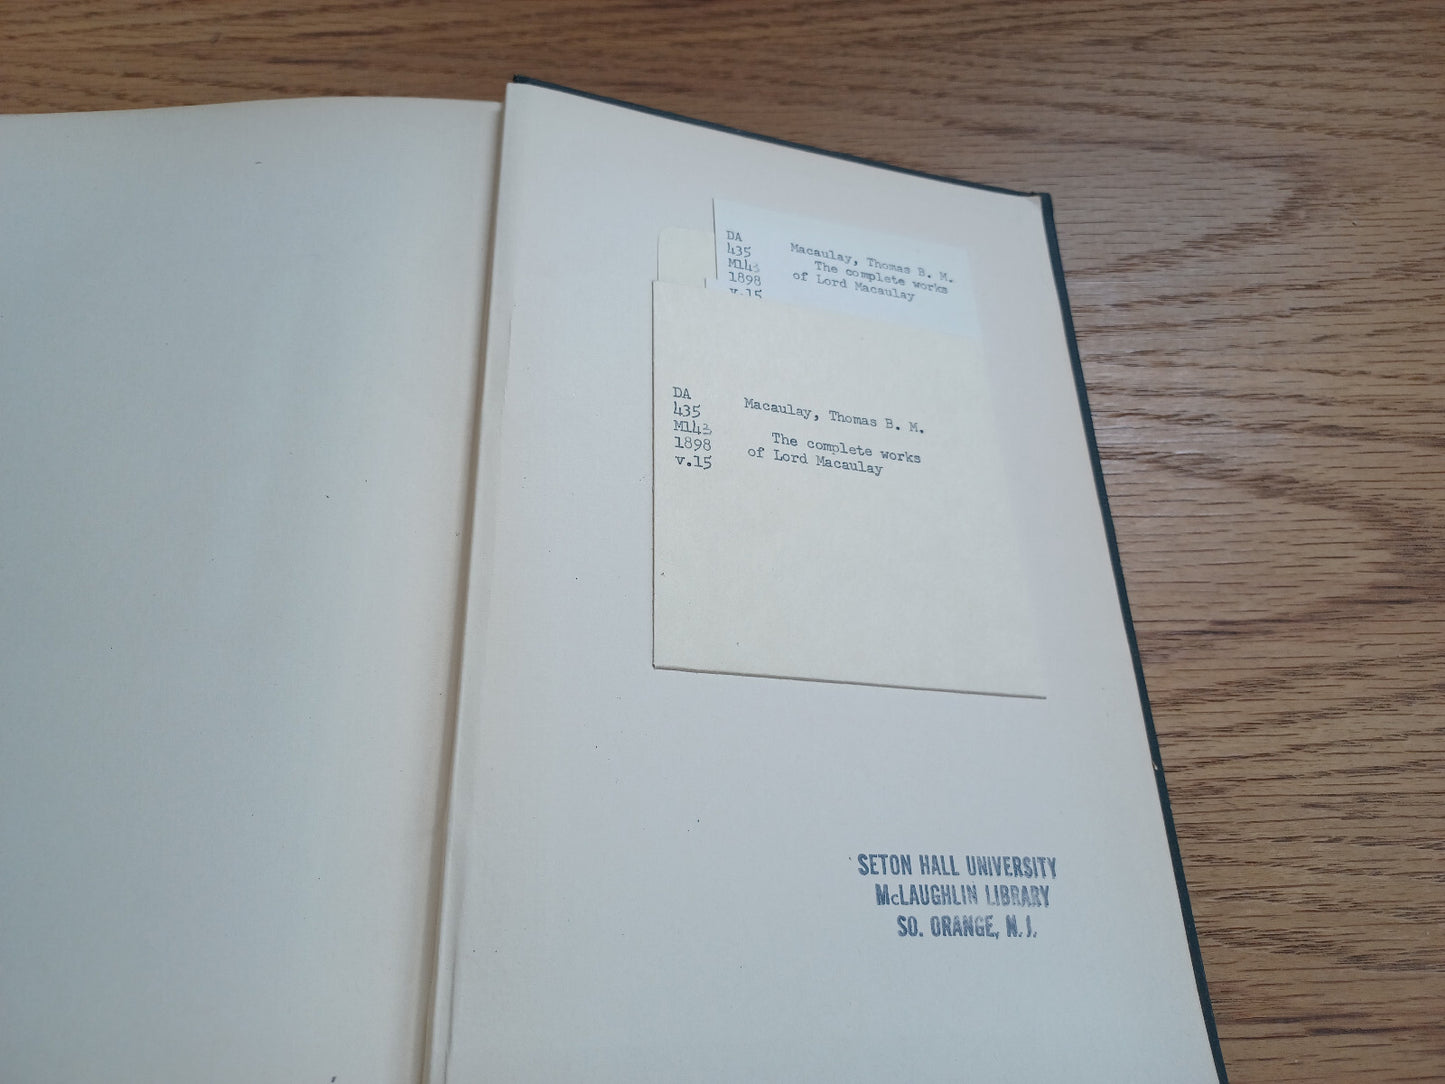 DA
435
M143
1898
v.15
Macaulay, Thomas B. M.
The complete works
of Lord Macaulay
DA
435
M143
1898
v.15
Macaulay, Thomas B. M.
The complete works
of Lord Macaulay
SETON HALL UNIVERSITY
McLAUGHLIN LIBRARY
SO. ORANGE, N. J.